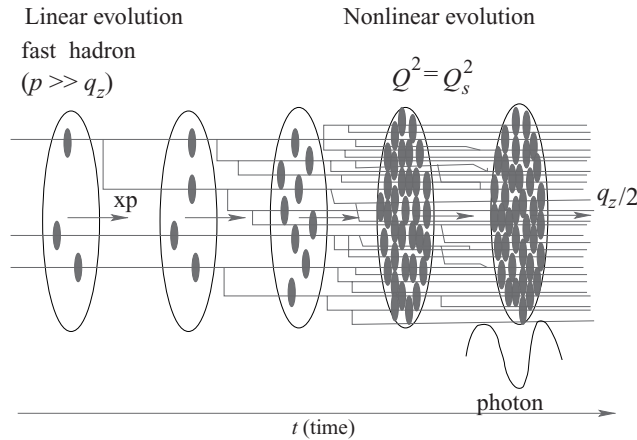 Linear evolution
Nonlinear evolution
fast hadron
(p >> q_z)
Q^2 = Q_s^2
xp
q_z/2
photon
t (time)